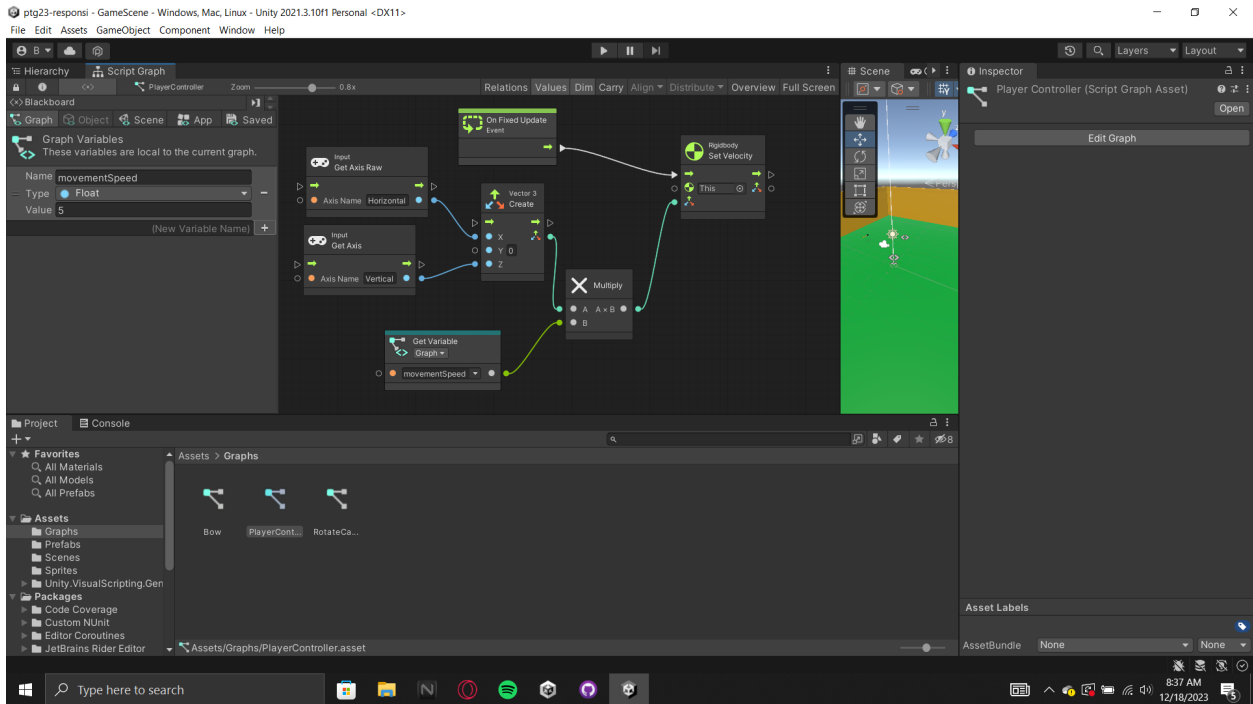 ptg23-responsi - GameScene - Windows, Mac, Linux - Unity 2021.3.10f1 Personal <DX11>
File Edit Assets GameObject Component Window Help
B
Layers Layout
Hierarchy Script Graph
Scene
Inspector
PlayerController Zoom 0.8x Relations Values Dim Carry Align Distribute Overview Full Screen
Player Controller (Script Graph Asset)
Open
Edit Graph
<×> Blackboard
Graph Object Scene App Saved
Graph Variables
These variables are local to the current graph.
Name movementSpeed
Type Float
Value 5
(New Variable Name)
On Fixed Update
Event
Input
Get Axis Raw
Axis Name Horizontal
Input
Get Axis
Axis Name Vertical
Vector 3
Create
X
Y 0
Z
Rigidbody
Set Velocity
This
Multiply
A A × B
B
Get Variable
Graph
movementSpeed
y
Project Console
8
Favorites
All Materials
All Models
All Prefabs
Assets
Graphs
Prefabs
Scenes
Sprites
Unity.VisualScripting.Gen
Packages
Code Coverage
Custom NUnit
Editor Coroutines
JetBrains Rider Editor
Assets > Graphs
Bow PlayerCont... RotateCa...
Assets/Graphs/PlayerController.asset
Asset Labels
AssetBundle None None
Type here to search
8:37 AM
12/18/2023
5